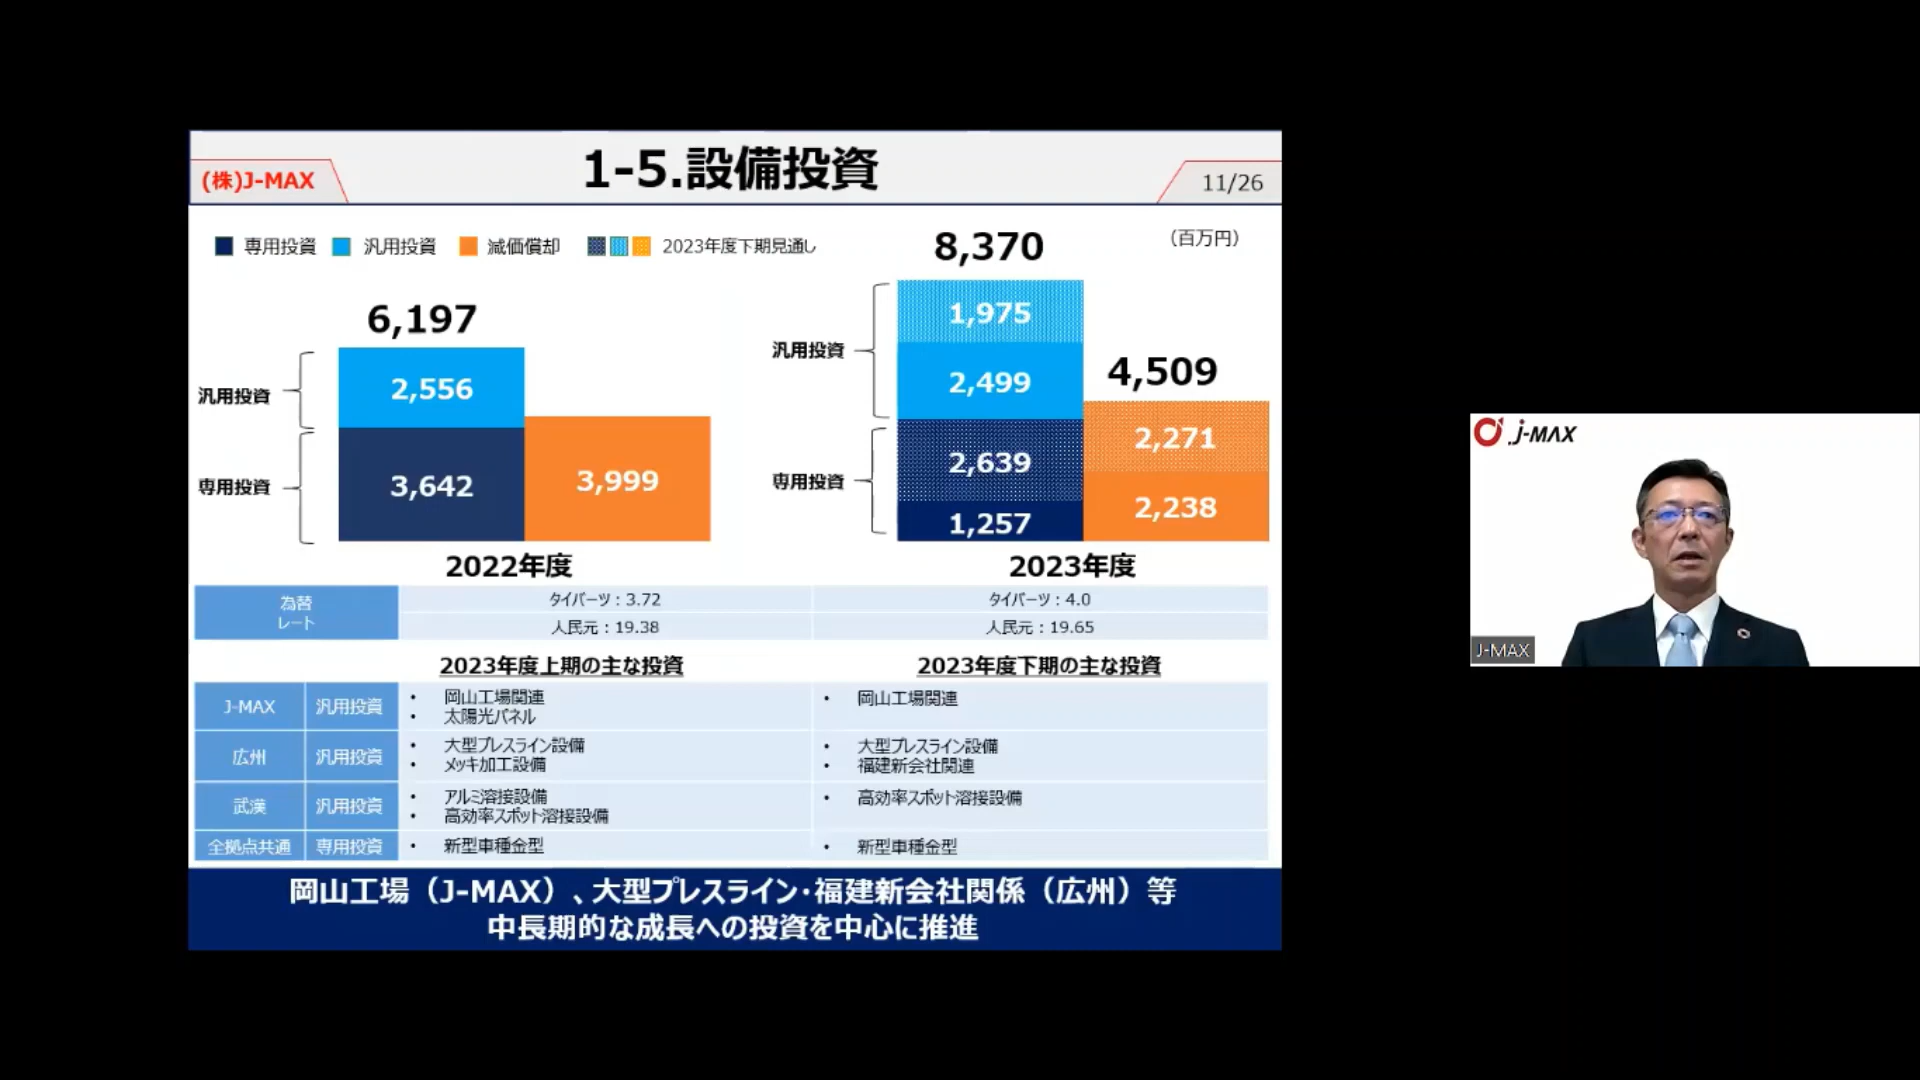 (株)J-MAX
1-5.設備投資
11/26
専用投資 汎用投資 減価償却 2023年度下期見通し
(百万円)
6,197
汎用投資
2,556
専用投資
3,642
3,999
2022年度
8,370
汎用投資
1,975
2,499
専用投資
2,639
1,257
4,509
2,271
2,238
2023年度
為替
レート
タイバーツ：3.72
タイバーツ：4.0
人民元：19.38
人民元：19.65
2023年度上期の主な投資
2023年度下期の主な投資
J-MAX
汎用投資
• 岡山工場関連
• 太陽光パネル
• 岡山工場関連
広州
汎用投資
• 大型プレスライン設備
• メッキ加工設備
• 大型プレスライン設備
• 福建新会社関連
武漢
汎用投資
• アルミ溶接設備
• 高効率スポット溶接設備
• 高効率スポット溶接設備
全拠点共通
専用投資
• 新型車種金型
• 新型車種金型
岡山工場（J-MAX）、大型プレスライン・福建新会社関係（広州）等
中長期的な成長への投資を中心に推進
J-MAX
J-MAX